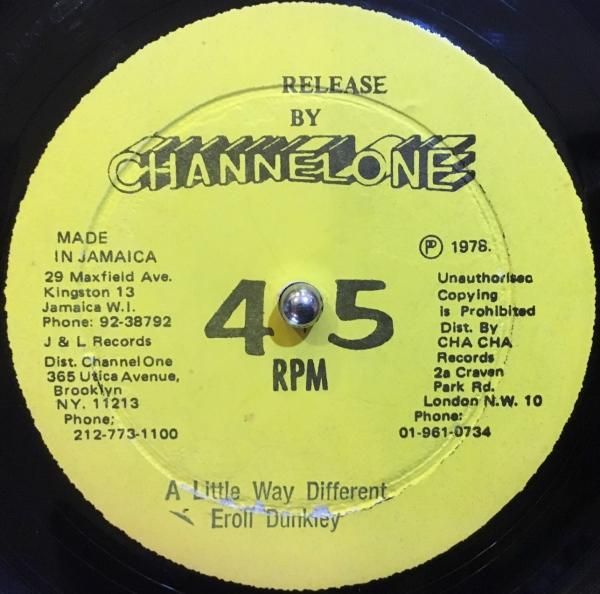 RELEASE
BY
CHANNEL ONE
MADE
IN JAMAICA
29 Maxfield Ave.
Kingston 13
Jamaica W.I.
Phone: 92-38792
J & L Records
Dist. Channel One
365 Utica Avenue,
Brooklyn
NY. 11213
Phone;
212-773-1100
45
RPM
Ⓟ 1978.
Unauthorised
Copying
is Prohibited
Dist. By
CHA CHA
Records
2a Craven
Park Rd.
London N.W. 10
Phone:
01-961-0734
A Little Way Different
Eroll Dunkley